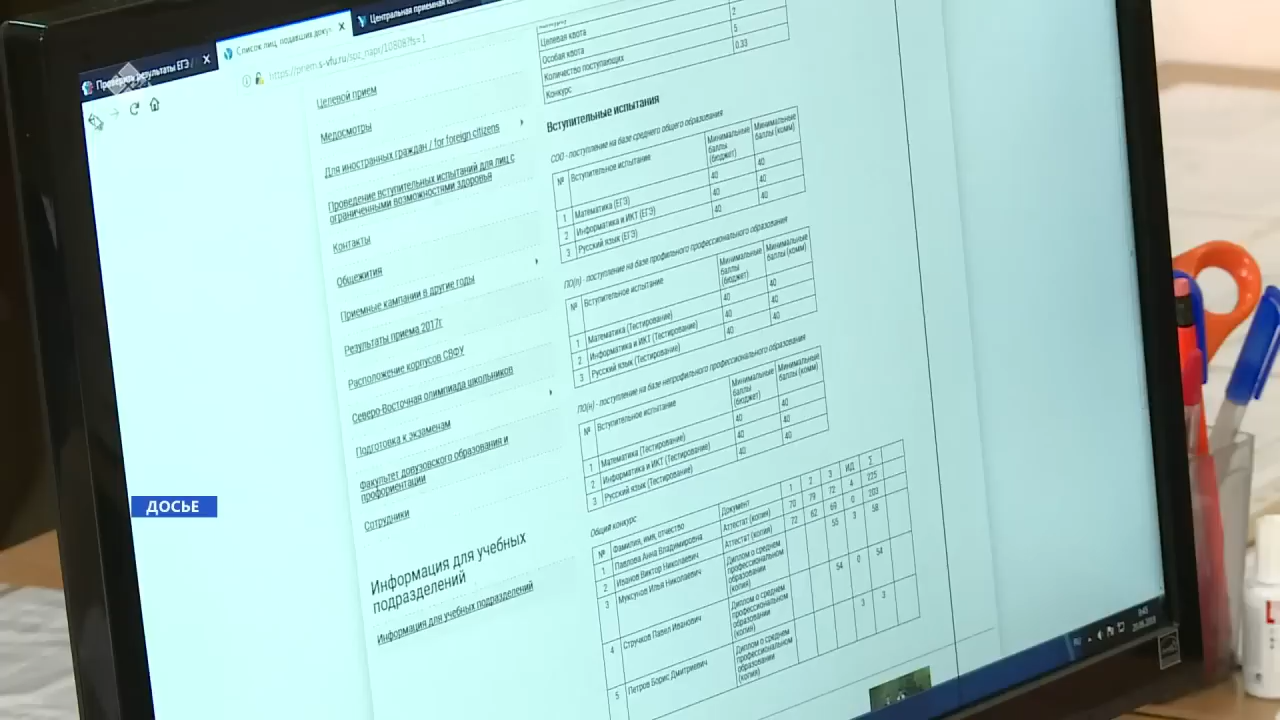 Проверить результаты ЕГЭ
Список лиц, подавших доку
Центральная приемная ко
https://priem.s-vfu.ru/spz_napr/10808?fs=1
Целевой прием
Медосмотры
Для иностранных граждан / for foreign citizens
Проведение вступительных испытаний для лиц с
ограниченными возможностями здоровья
Контакты
Общежития
Приемные кампании в другие годы
Результаты приема 2017г
Расположение корпусов СВФУ
Северо-Восточная олимпиада школьников
Подготовка к экзаменам
Факультет довузовского образования и
профориентации
Сотрудники
Информация для учебных
подразделений
Информация для учебных подразделений
Целевая квота 2
Особая квота 5
Количество поступающих 0.33
Конкурс
Вступительные испытания
СОО - поступление на базе среднего общего образования
№ Вступительное испытание Минимальные баллы (бюджет) Минимальные баллы (комм)
1 Математика (ЕГЭ) 40 40
2 Информатика и ИКТ (ЕГЭ) 40 40
3 Русский язык (ЕГЭ) 40 40
ПО(п) - поступление на базе профильного профессионального образования
№ Вступительное испытание Минимальные баллы (бюджет) Минимальные баллы (комм)
1 Математика (Тестирование) 40 40
2 Информатика и ИКТ (Тестирование) 40 40
3 Русский язык (Тестирование) 40 40
ПО(н) - поступление на базе непрофильного профессионального образования
№ Вступительное испытание Минимальные баллы (бюджет) Минимальные баллы (комм)
1 Математика (Тестирование) 40 40
2 Информатика и ИКТ (Тестирование) 40 40
3 Русский язык (Тестирование) 40 40
Общий конкурс
№ Фамилия, имя, отчество Документ 1 2 3 ИД Σ
1 Павлова Анна Владимировна Аттестат (копия) 70 79 72 4 225
2 Иванов Виктор Николаевич Аттестат (копия) 72 62 69 0 203
3 Муксунов Илья Николаевич Диплом о среднем профессиональном образовании (копия) 55 3 58
4 Стручков Павел Иванович Диплом о среднем профессиональном образовании (копия) 54 0 54
5 Петров Борис Дмитриевич Диплом о среднем профессиональном образовании (копия) 3 3
ДОСЬЕ